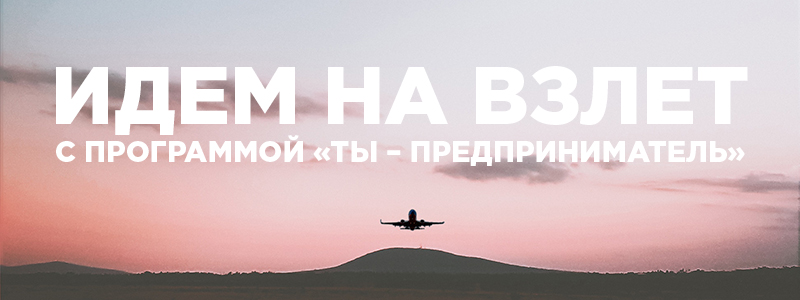 ИДЕМ НА ВЗЛЕТ
С ПРОГРАММОЙ «ТЫ – ПРЕДПРИНИМАТЕЛЬ»